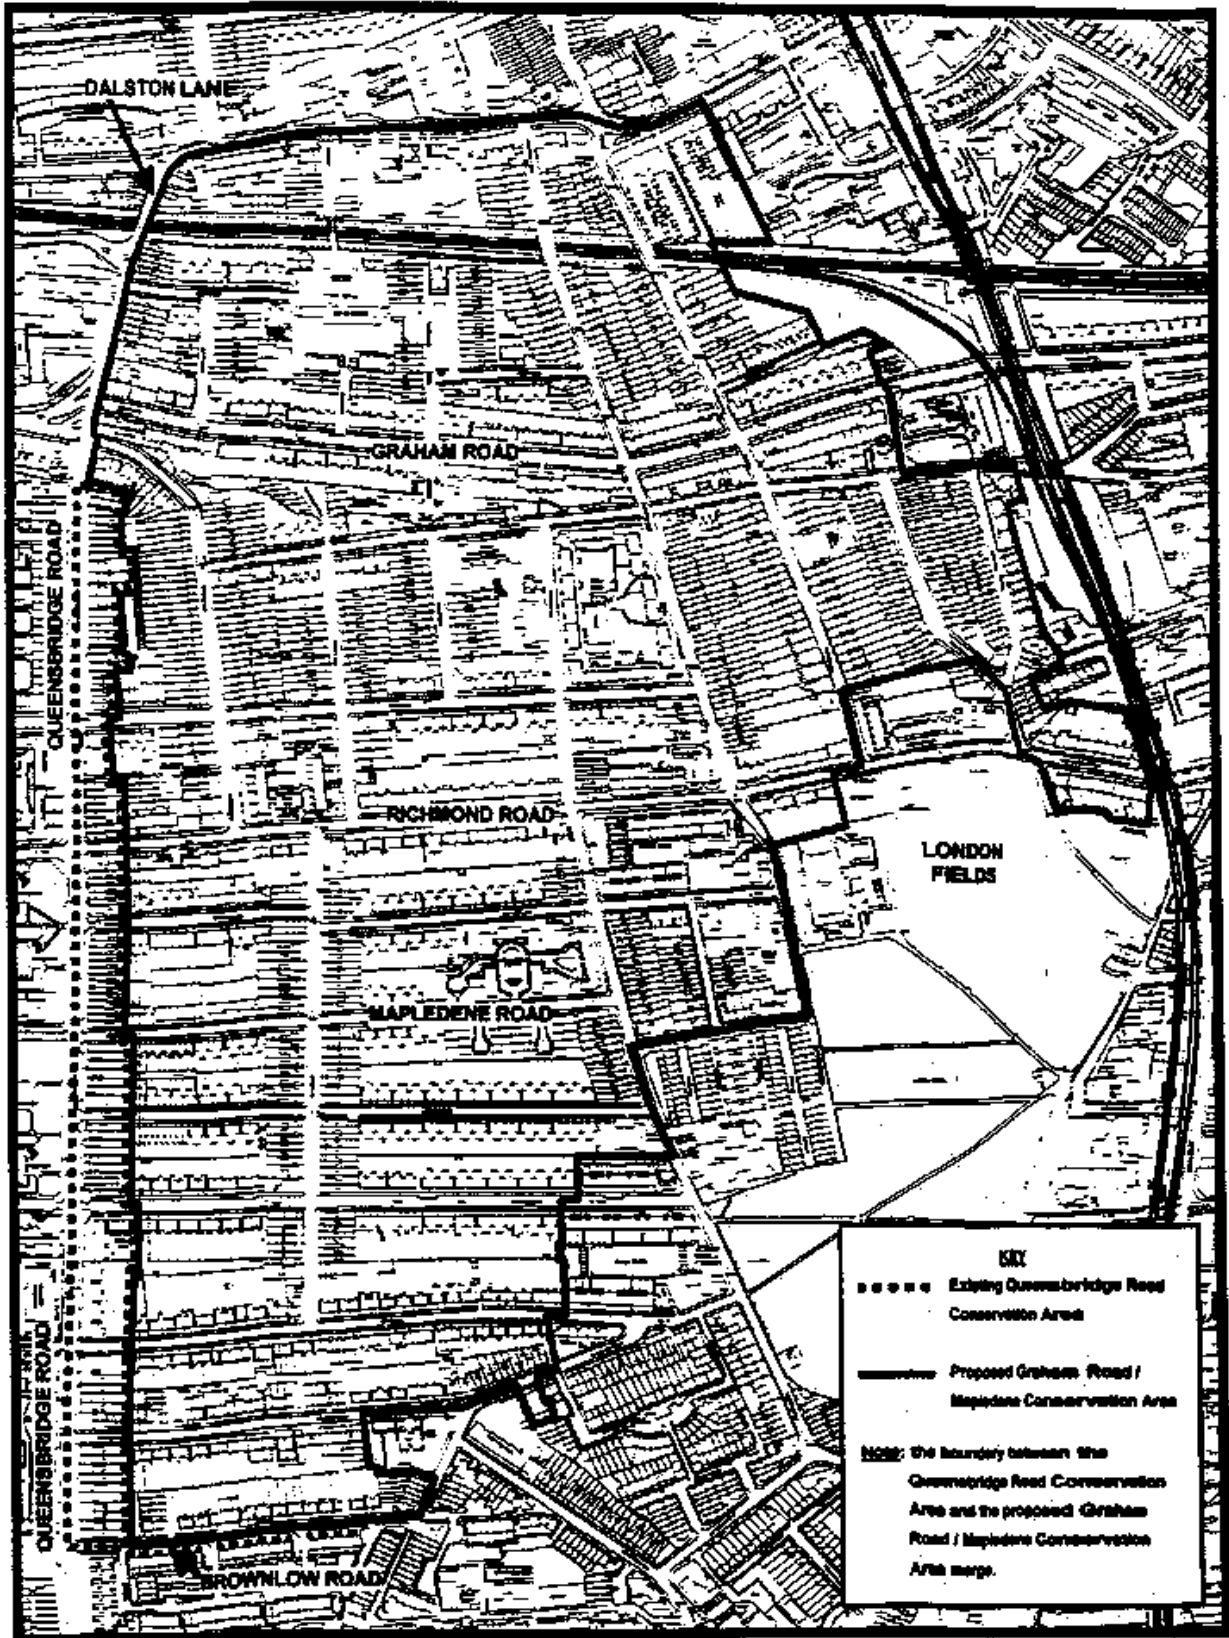 DALSTON LANE
GRAHAM ROAD
QUEENSBRIDGE ROAD
RICHMOND ROAD
LONDON
FIELDS
MAPLEDENE ROAD
QUEENSBRIDGE ROAD
BROWNLOW ROAD
KEY
Existing Queensbridge Road
Conservation Area
Proposed Graham Road /
Mapledene Conservation Area
Note: the boundary between the
Queensbridge Road Conservation
Area and the proposed Graham
Road / Mapledene Conservation
Area merge.